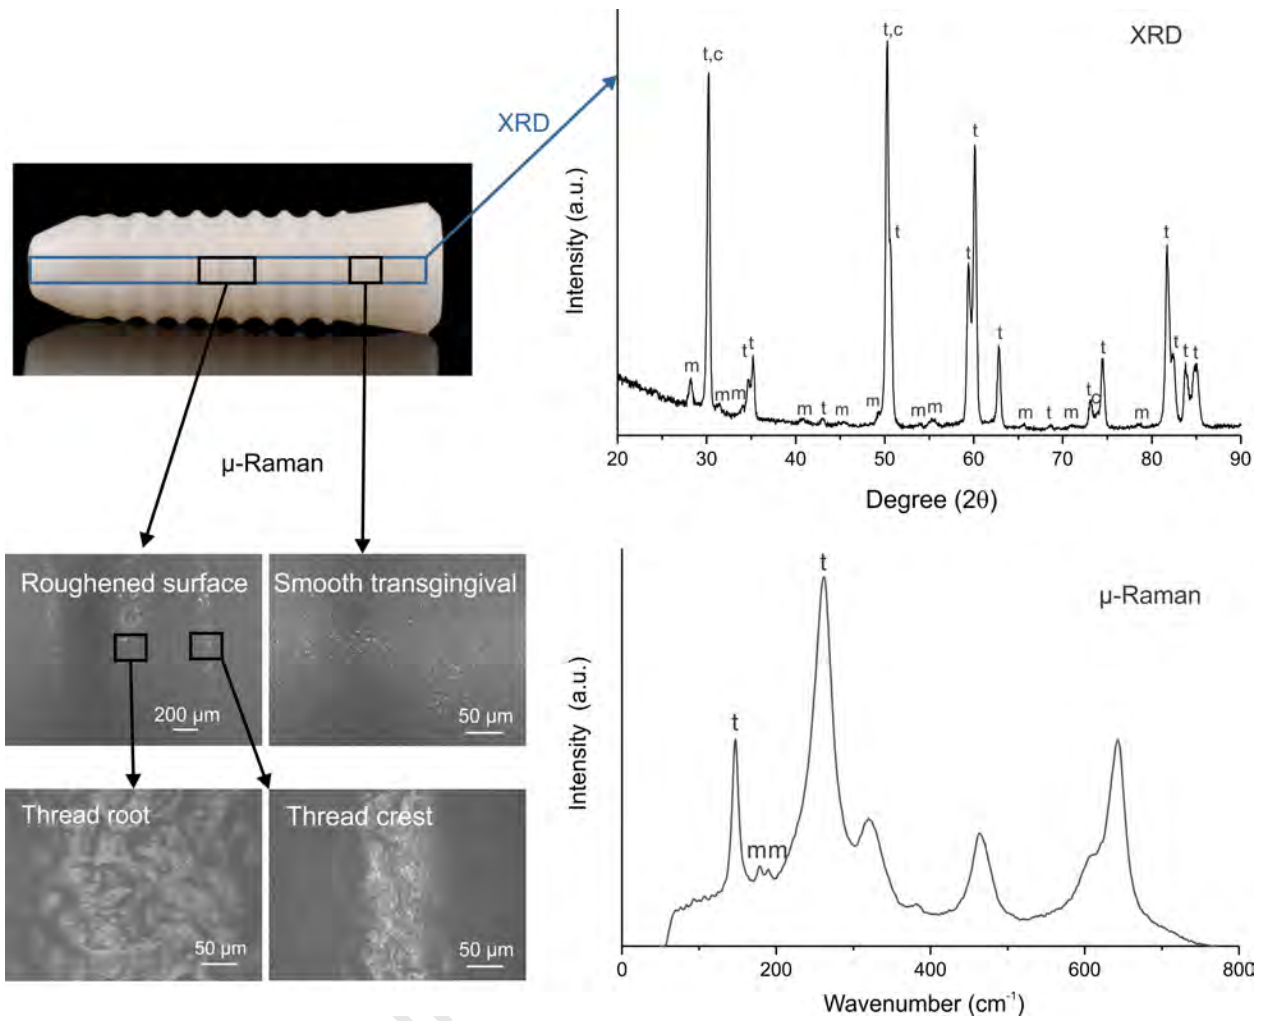 XRD
t,c
t,c
XRD
t
t
t
t
t
t
t
t
t
t t
m
m m
m t m
m
m m
m
t
m
t
c
m
Intensity (a.u.)
20 30 40 50 60 70 80 90
Degree (2θ)
µ-Raman
Roughened surface
200 µm
Smooth transgingival
50 µm
Thread root
50 µm
Thread crest
50 µm
t
µ-Raman
t
mm
Intensity (a.u.)
0 200 400 600 800
Wavenumber (cm⁻¹)